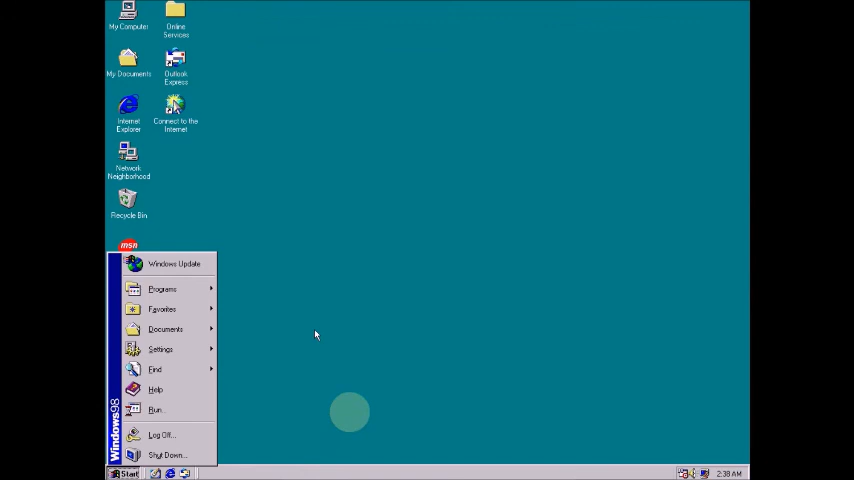 My Computer
Online
Services
My Documents
Outlook
Express
Internet
Explorer
Connect to the
Internet
Network
Neighborhood
Recycle Bin
msn
Windows Update
Programs
Favorites
Documents
Settings
Find
Help
Run...
Log Off...
Shut Down...
Windows98
Start
2:38 AM